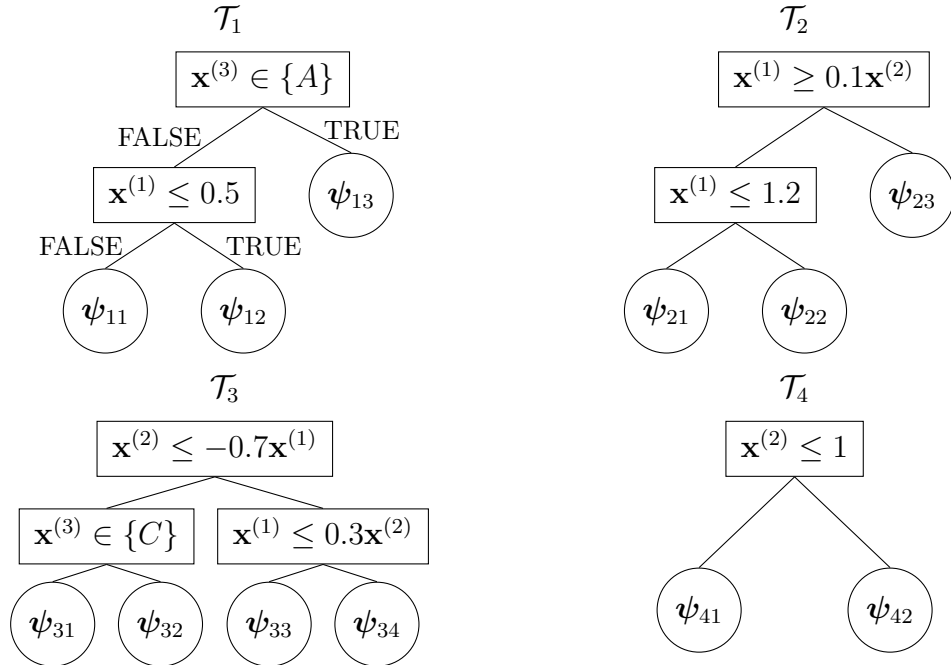 𝒯₁ 𝒯₂
𝐱⁽³⁾ ∈ {A} 𝐱⁽¹⁾ ≥ 0.1𝐱⁽²⁾
FALSE TRUE
𝐱⁽¹⁾ ≤ 0.5 𝛙₁₃ 𝐱⁽¹⁾ ≤ 1.2 𝛙₂₃
FALSE TRUE
𝛙₁₁ 𝛙₁₂ 𝛙₂₁ 𝛙₂₂
𝒯₃ 𝒯₄
𝐱⁽²⁾ ≤ −0.7𝐱⁽¹⁾ 𝐱⁽²⁾ ≤ 1
𝐱⁽³⁾ ∈ {C} 𝐱⁽¹⁾ ≤ 0.3𝐱⁽²⁾
𝛙₃₁ 𝛙₃₂ 𝛙₃₃ 𝛙₃₄ 𝛙₄₁ 𝛙₄₂